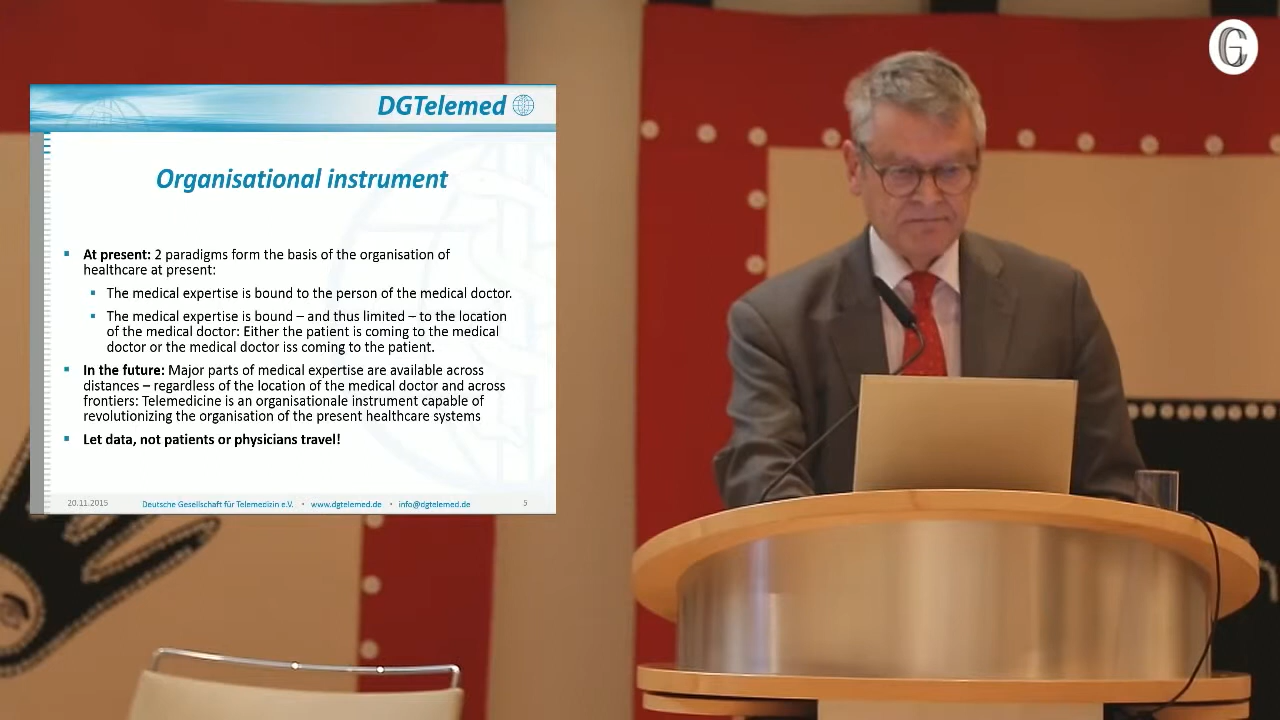 DGTelemed
Organisational instrument
At present: 2 paradigms form the basis of the organisation of
healthcare at present:
The medical expertise is bound to the person of the medical doctor.
The medical expertise is bound – and thus limited – to the location
of the medical doctor: Either the patient is coming to the medical
doctor or the medical doctor iss coming to the patient.
In the future: Major parts of medical expertise are available across
distances – regardless of the location of the medical doctor and across
frontiers: Telemedicine is an organisationale instrument capable of
revolutionizing the organisation of the present healthcare systems.
Let data, not patients or physicians travel!
20.11.2015 Deutsche Gesellschaft für Telemedizin e.V. • www.dgtelemed.de • info@dgtelemed.de 5